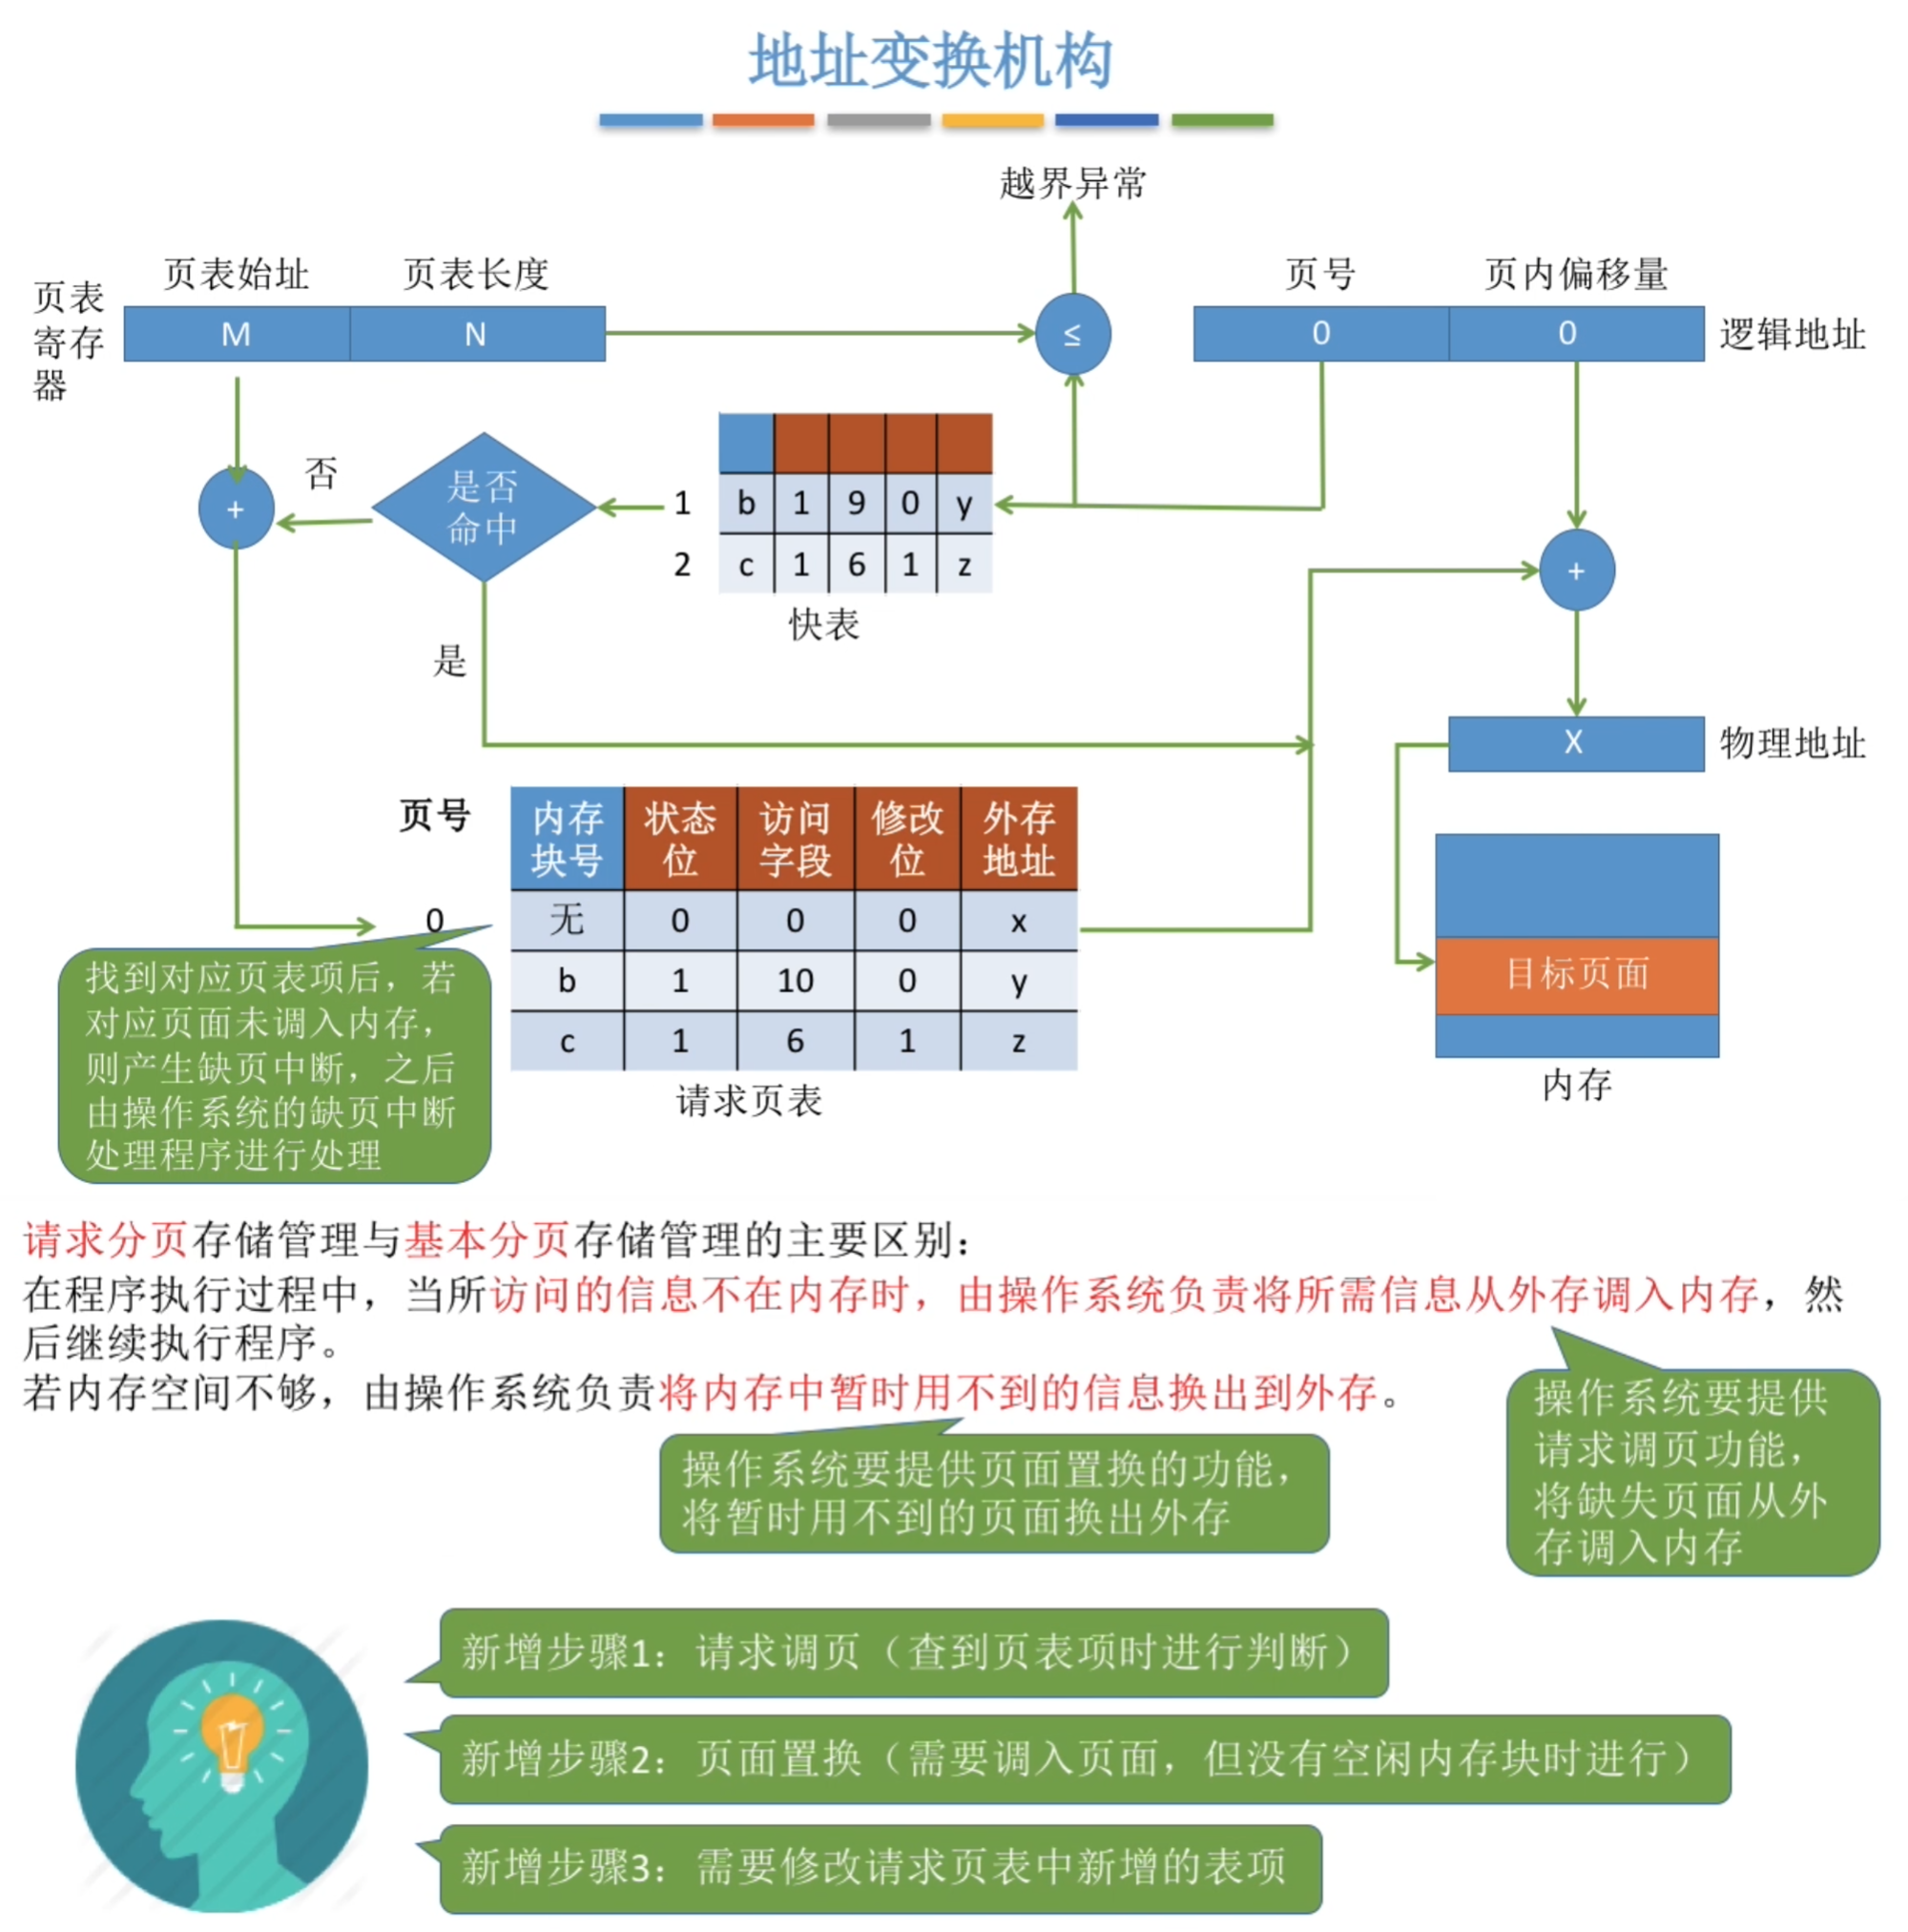 地址变换机构
越界异常
页表始址 页表长度
页号 页内偏移量
页表
寄存
器
M N
≤
0 0
逻辑地址
否
+
是否
命中
1 b 1 9 0 y
2 c 1 6 1 z
快表
+
是
X
物理地址
页号
内存
块号
状态
位
访问
字段
修改
位
外存
地址
0 无 0 0 0 x
b 1 10 0 y
c 1 6 1 z
请求页表
目标页面
内存
找到对应页表项后，若
对应页面未调入内存，
则产生缺页中断，之后
由操作系统的缺页中断
处理程序进行处理
请求分页存储管理与基本分页存储管理的主要区别：
在程序执行过程中，当所访问的信息不在内存时，由操作系统负责将所需信息从外存调入内存，然
后继续执行程序。
若内存空间不够，由操作系统负责将内存中暂时用不到的信息换出到外存。
操作系统要提供
请求调页功能，
将缺失页面从外
存调入内存
操作系统要提供页面置换的功能，
将暂时用不到的页面换出外存
新增步骤1：请求调页（查到页表项时进行判断）
新增步骤2：页面置换（需要调入页面，但没有空闲内存块时进行）
新增步骤3：需要修改请求页表中新增的表项